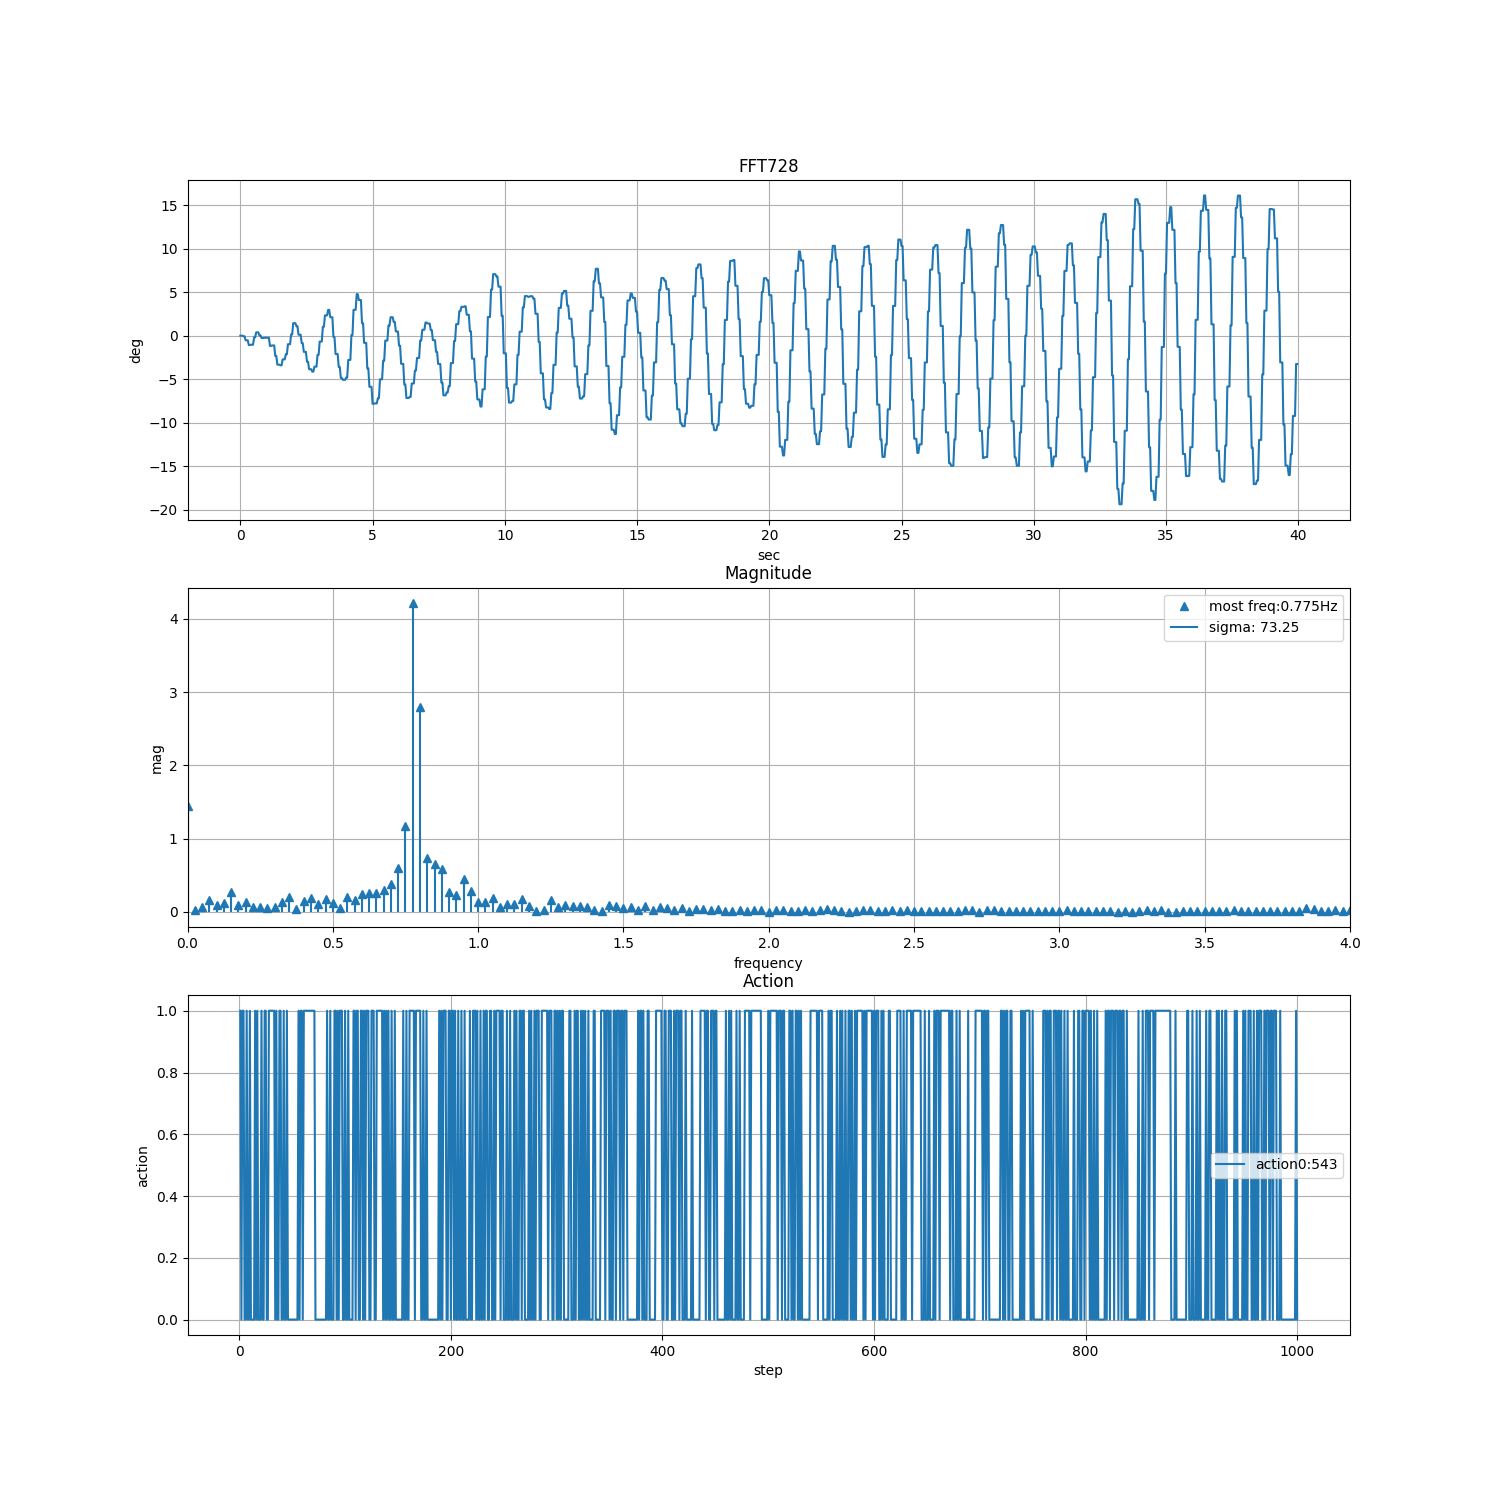 FFT728
15
10
5
0
−5
−10
−15
−20
deg
0 5 10 15 20 25 30 35 40
sec
Magnitude
most freq:0.775Hz
sigma: 73.25
4
3
2
1
0
mag
0.0 0.5 1.0 1.5 2.0 2.5 3.0 3.5 4.0
frequency
Action
1.0
0.8
0.6
0.4
0.2
0.0
action
action0:543
0 200 400 600 800 1000
step